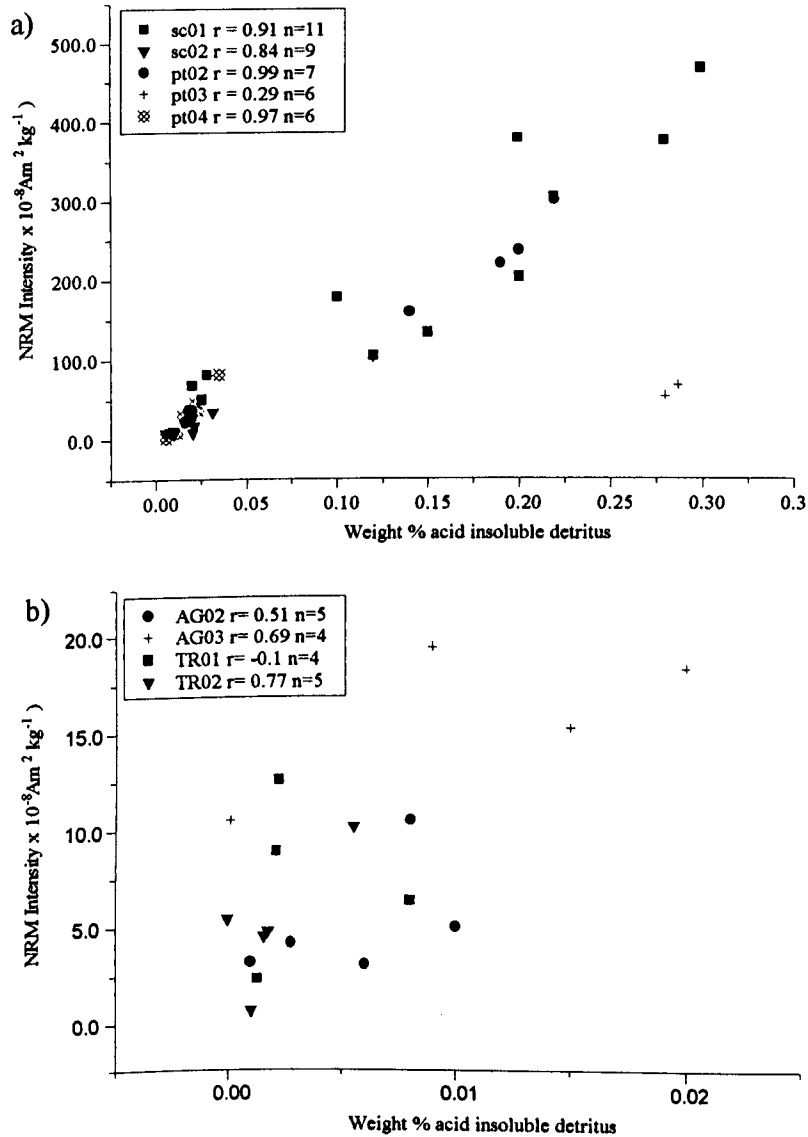 a)
sc01 r = 0.91 n=11
sc02 r = 0.84 n=9
pt02 r = 0.99 n=7
pt03 r = 0.29 n=6
pt04 r = 0.97 n=6
500.0
400.0
300.0
200.0
100.0
0.0
NRM Intensity x 10⁻⁸Am² kg⁻¹
0.00 0.05 0.10 0.15 0.20 0.25 0.30 0.3
Weight % acid insoluble detritus
b)
AG02 r= 0.51 n=5
AG03 r= 0.69 n=4
TR01 r= -0.1 n=4
TR02 r= 0.77 n=5
20.0
15.0
10.0
5.0
0.0
NRM Intensity x 10⁻⁸Am² kg⁻¹
0.00 0.01 0.02
Weight % acid insoluble detritus